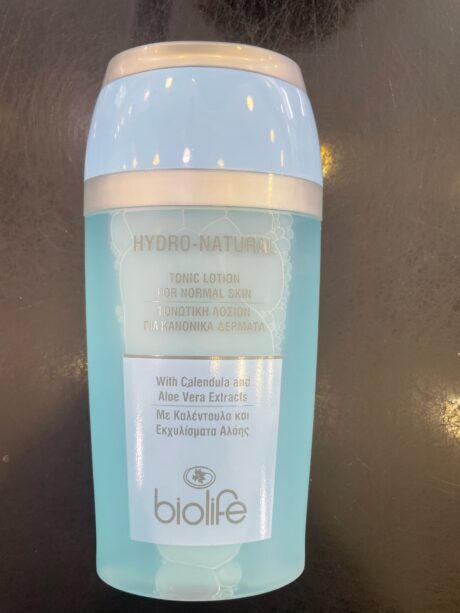 HYDRO-NATURAL
TONIC LOTION
FOR NORMAL SKIN
ΤΟΝΩΤΙΚΗ ΛΟΣΙΟΝ
ΓΙΑ ΚΑΝΟΝΙΚΑ ΔΕΡΜΑΤΑ
With Calendula and
Aloe Vera Extracts
Με Καλέντουλα και
Εκχυλίσματα Αλόης
biolife